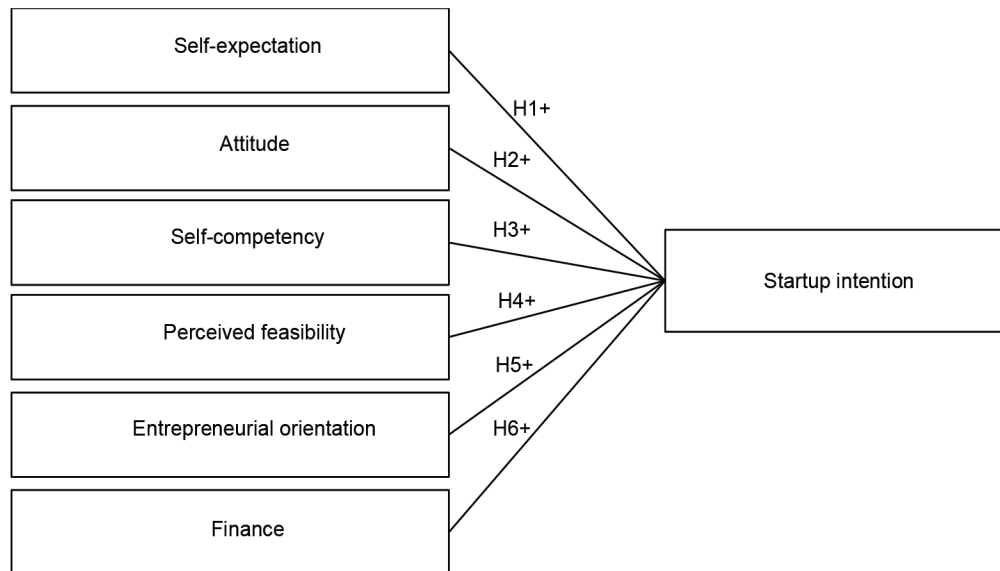 Self-expectation
H1+
Attitude
H2+
Self-competency
H3+
Startup intention
Perceived feasibility
H4+
Entrepreneurial orientation
H5+
H6+
Finance